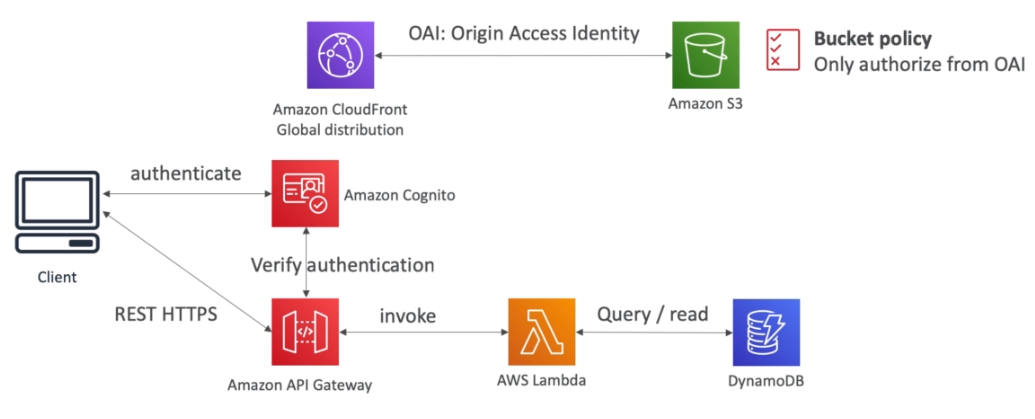 OAI: Origin Access Identity
Bucket policy
Only authorize from OAI
Amazon CloudFront
Global distribution
Amazon S3
authenticate
Amazon Cognito
Client
Verify authentication
REST HTTPS
invoke
Query / read
Amazon API Gateway
AWS Lambda
DynamoDB